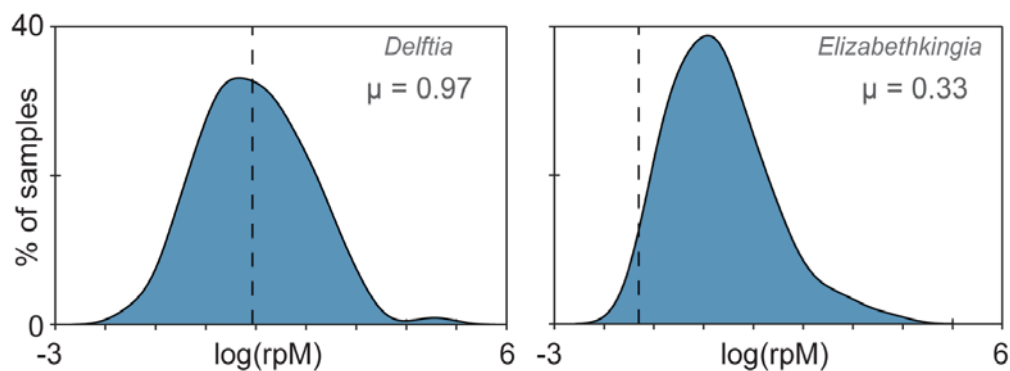 40
Delftia
μ = 0.97
% of samples
0
-3
log(rpM)
6
Elizabethkingia
μ = 0.33
-3
log(rpM)
6